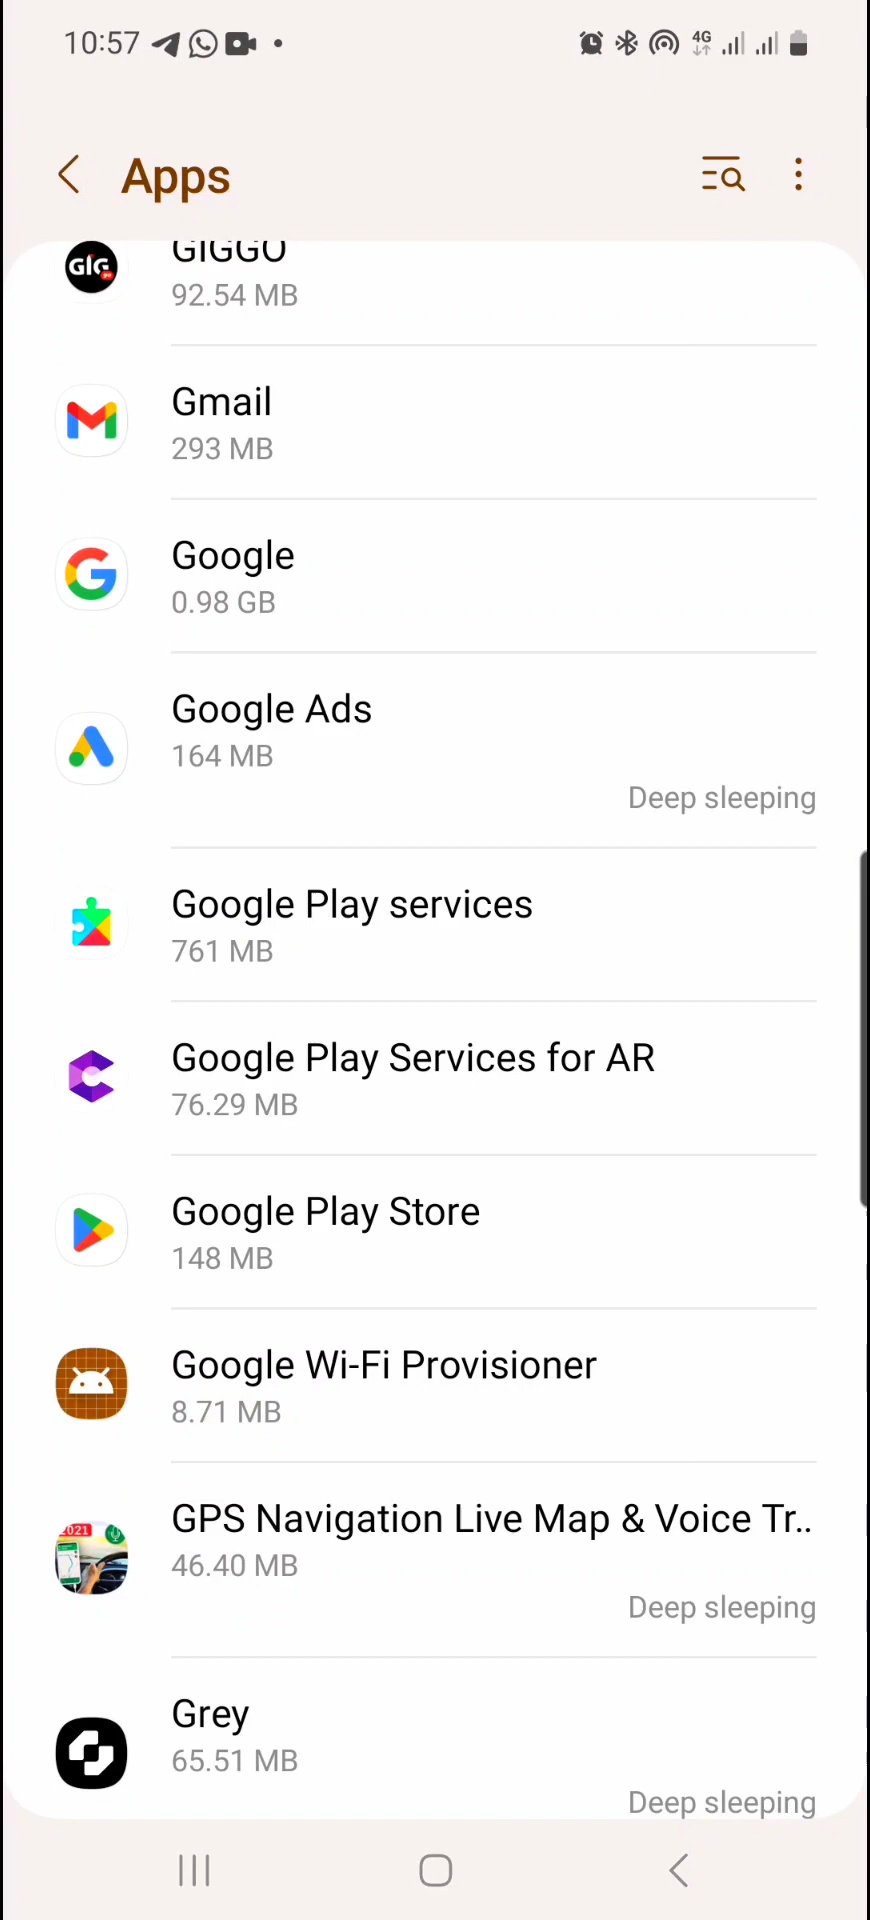 10:57
4G
Apps
GIGGO
92.54 MB
Gmail
293 MB
Google
0.98 GB
Google Ads
164 MB
Deep sleeping
Google Play services
761 MB
Google Play Services for AR
76.29 MB
Google Play Store
148 MB
Google Wi-Fi Provisioner
8.71 MB
2021
GPS Navigation Live Map & Voice Tr..
46.40 MB
Deep sleeping
Grey
65.51 MB
Deep sleeping